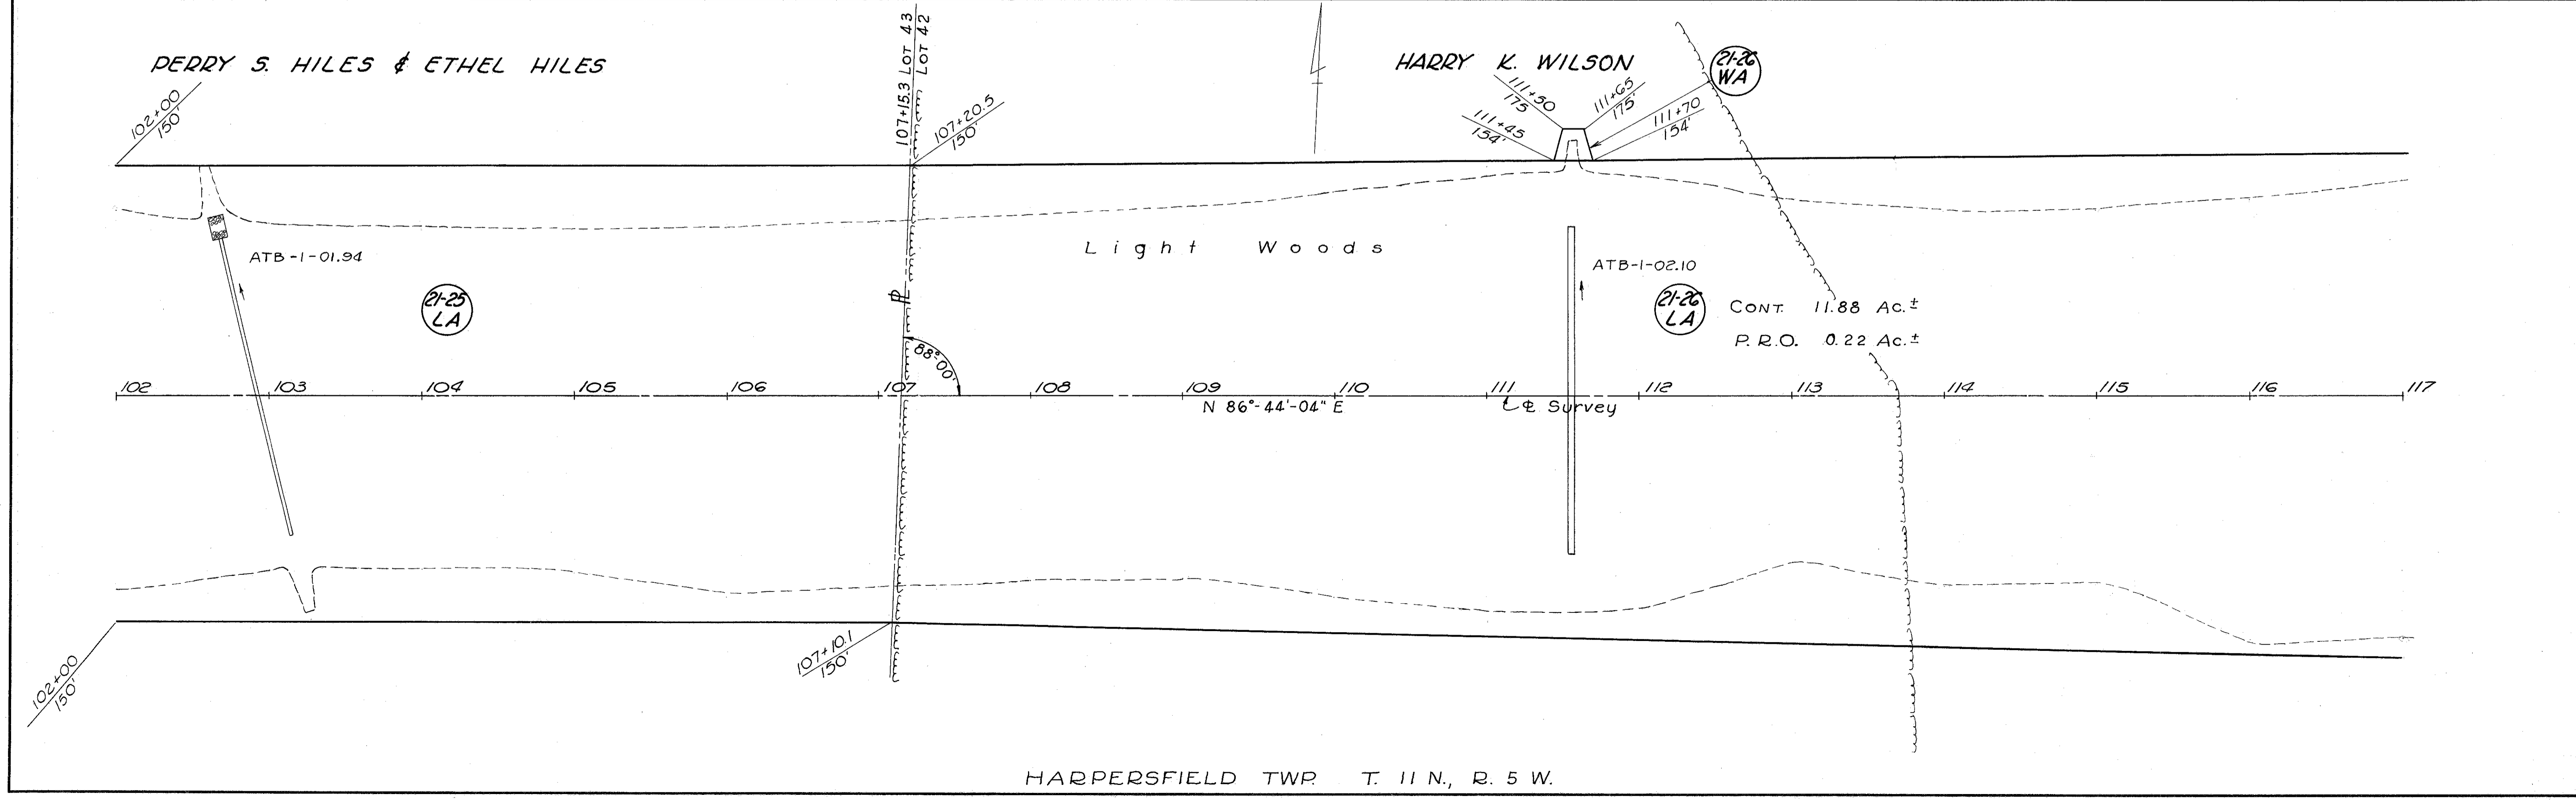 PERRY S. HILES & ETHEL HILES
HARRY K. WILSON
107+15.3 LOT 43
LOT 42
21-26
WA
102+00
150'
107+20.5
150'
111+50
175
111+65
175'
111+45
154'
111+70
154'
ATB-1-01.94
Light Woods
ATB-1-02.10
21-25
LA
PL
21-26
LA
CONT. 11.88 AC.±
P.R.O. 0.22 AC.±
88°-00'
102 103 104 105 106 107 108 109 110 111 112 113 114 115 116 117
N 86°-44'-04" E
℄ Survey
107+10.1
150'
102+00
150'
HARPERSFIELD TWP. T. 11 N., R. 5 W.